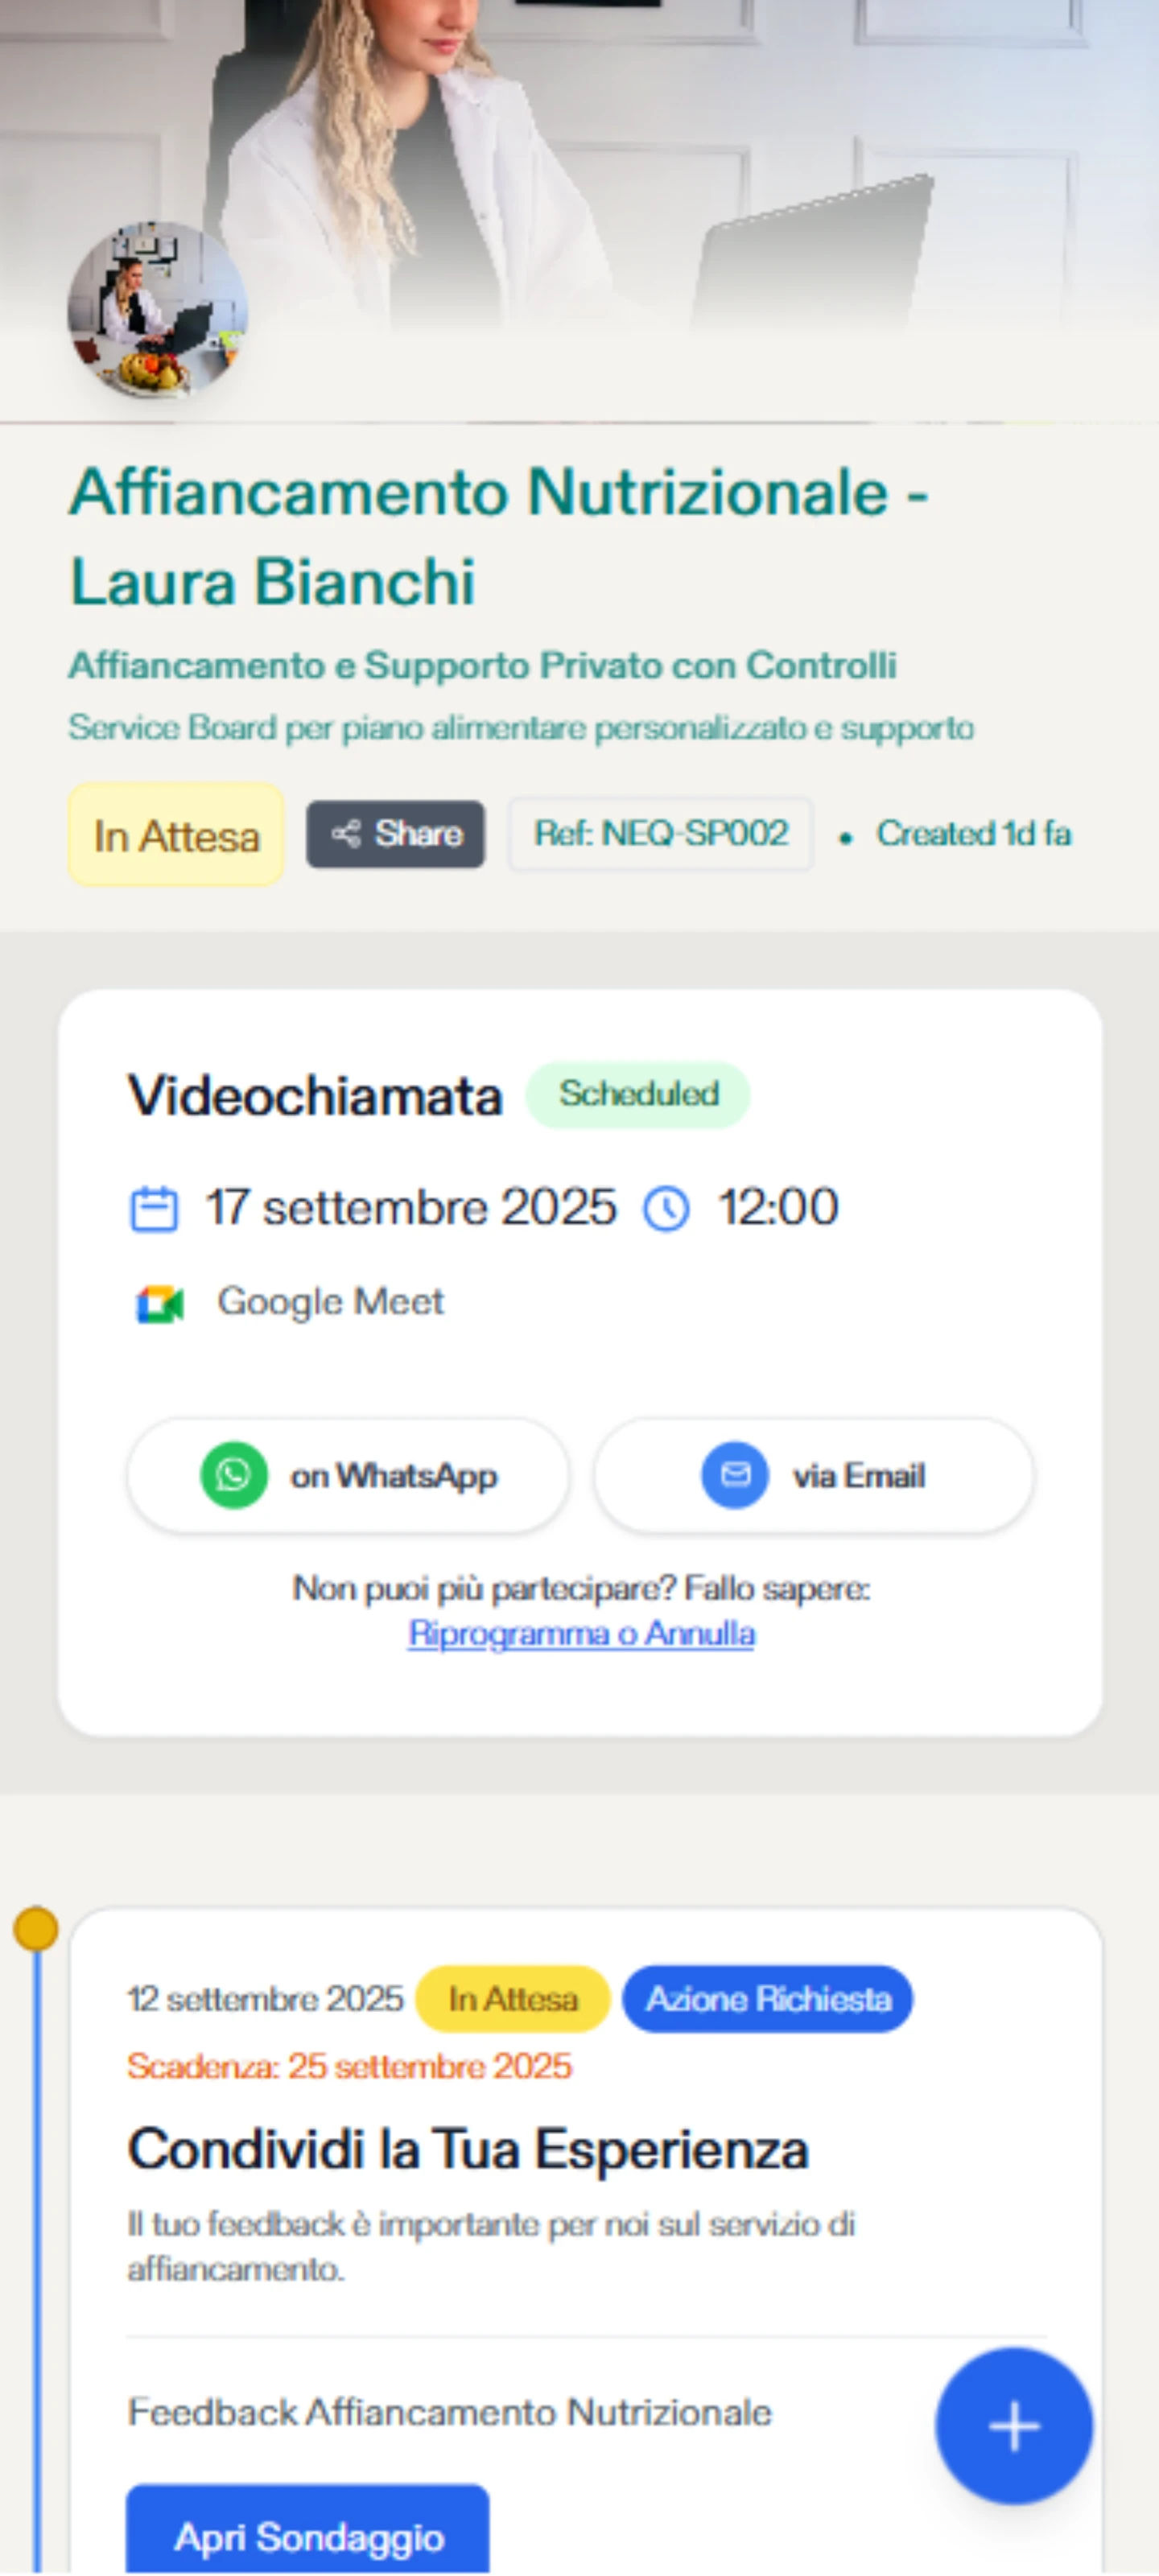 Affiancamento Nutrizionale -
Laura Bianchi
Affiancamento e Supporto Privato con Controlli
Service Board per piano alimentare personalizzato e supporto
In Attesa Share Ref: NEQ-SP002 • Created 1d fa
Videochiamata Scheduled
17 settembre 2025 12:00
Google Meet
on WhatsApp via Email
Non puoi più partecipare? Fallo sapere:
Riprogramma o Annulla
12 settembre 2025 In Attesa Azione Richiesta
Scadenza: 25 settembre 2025
Condividi la Tua Esperienza
Il tuo feedback è importante per noi sul servizio di
affiancamento.
Feedback Affiancamento Nutrizionale
Apri Sondaggio